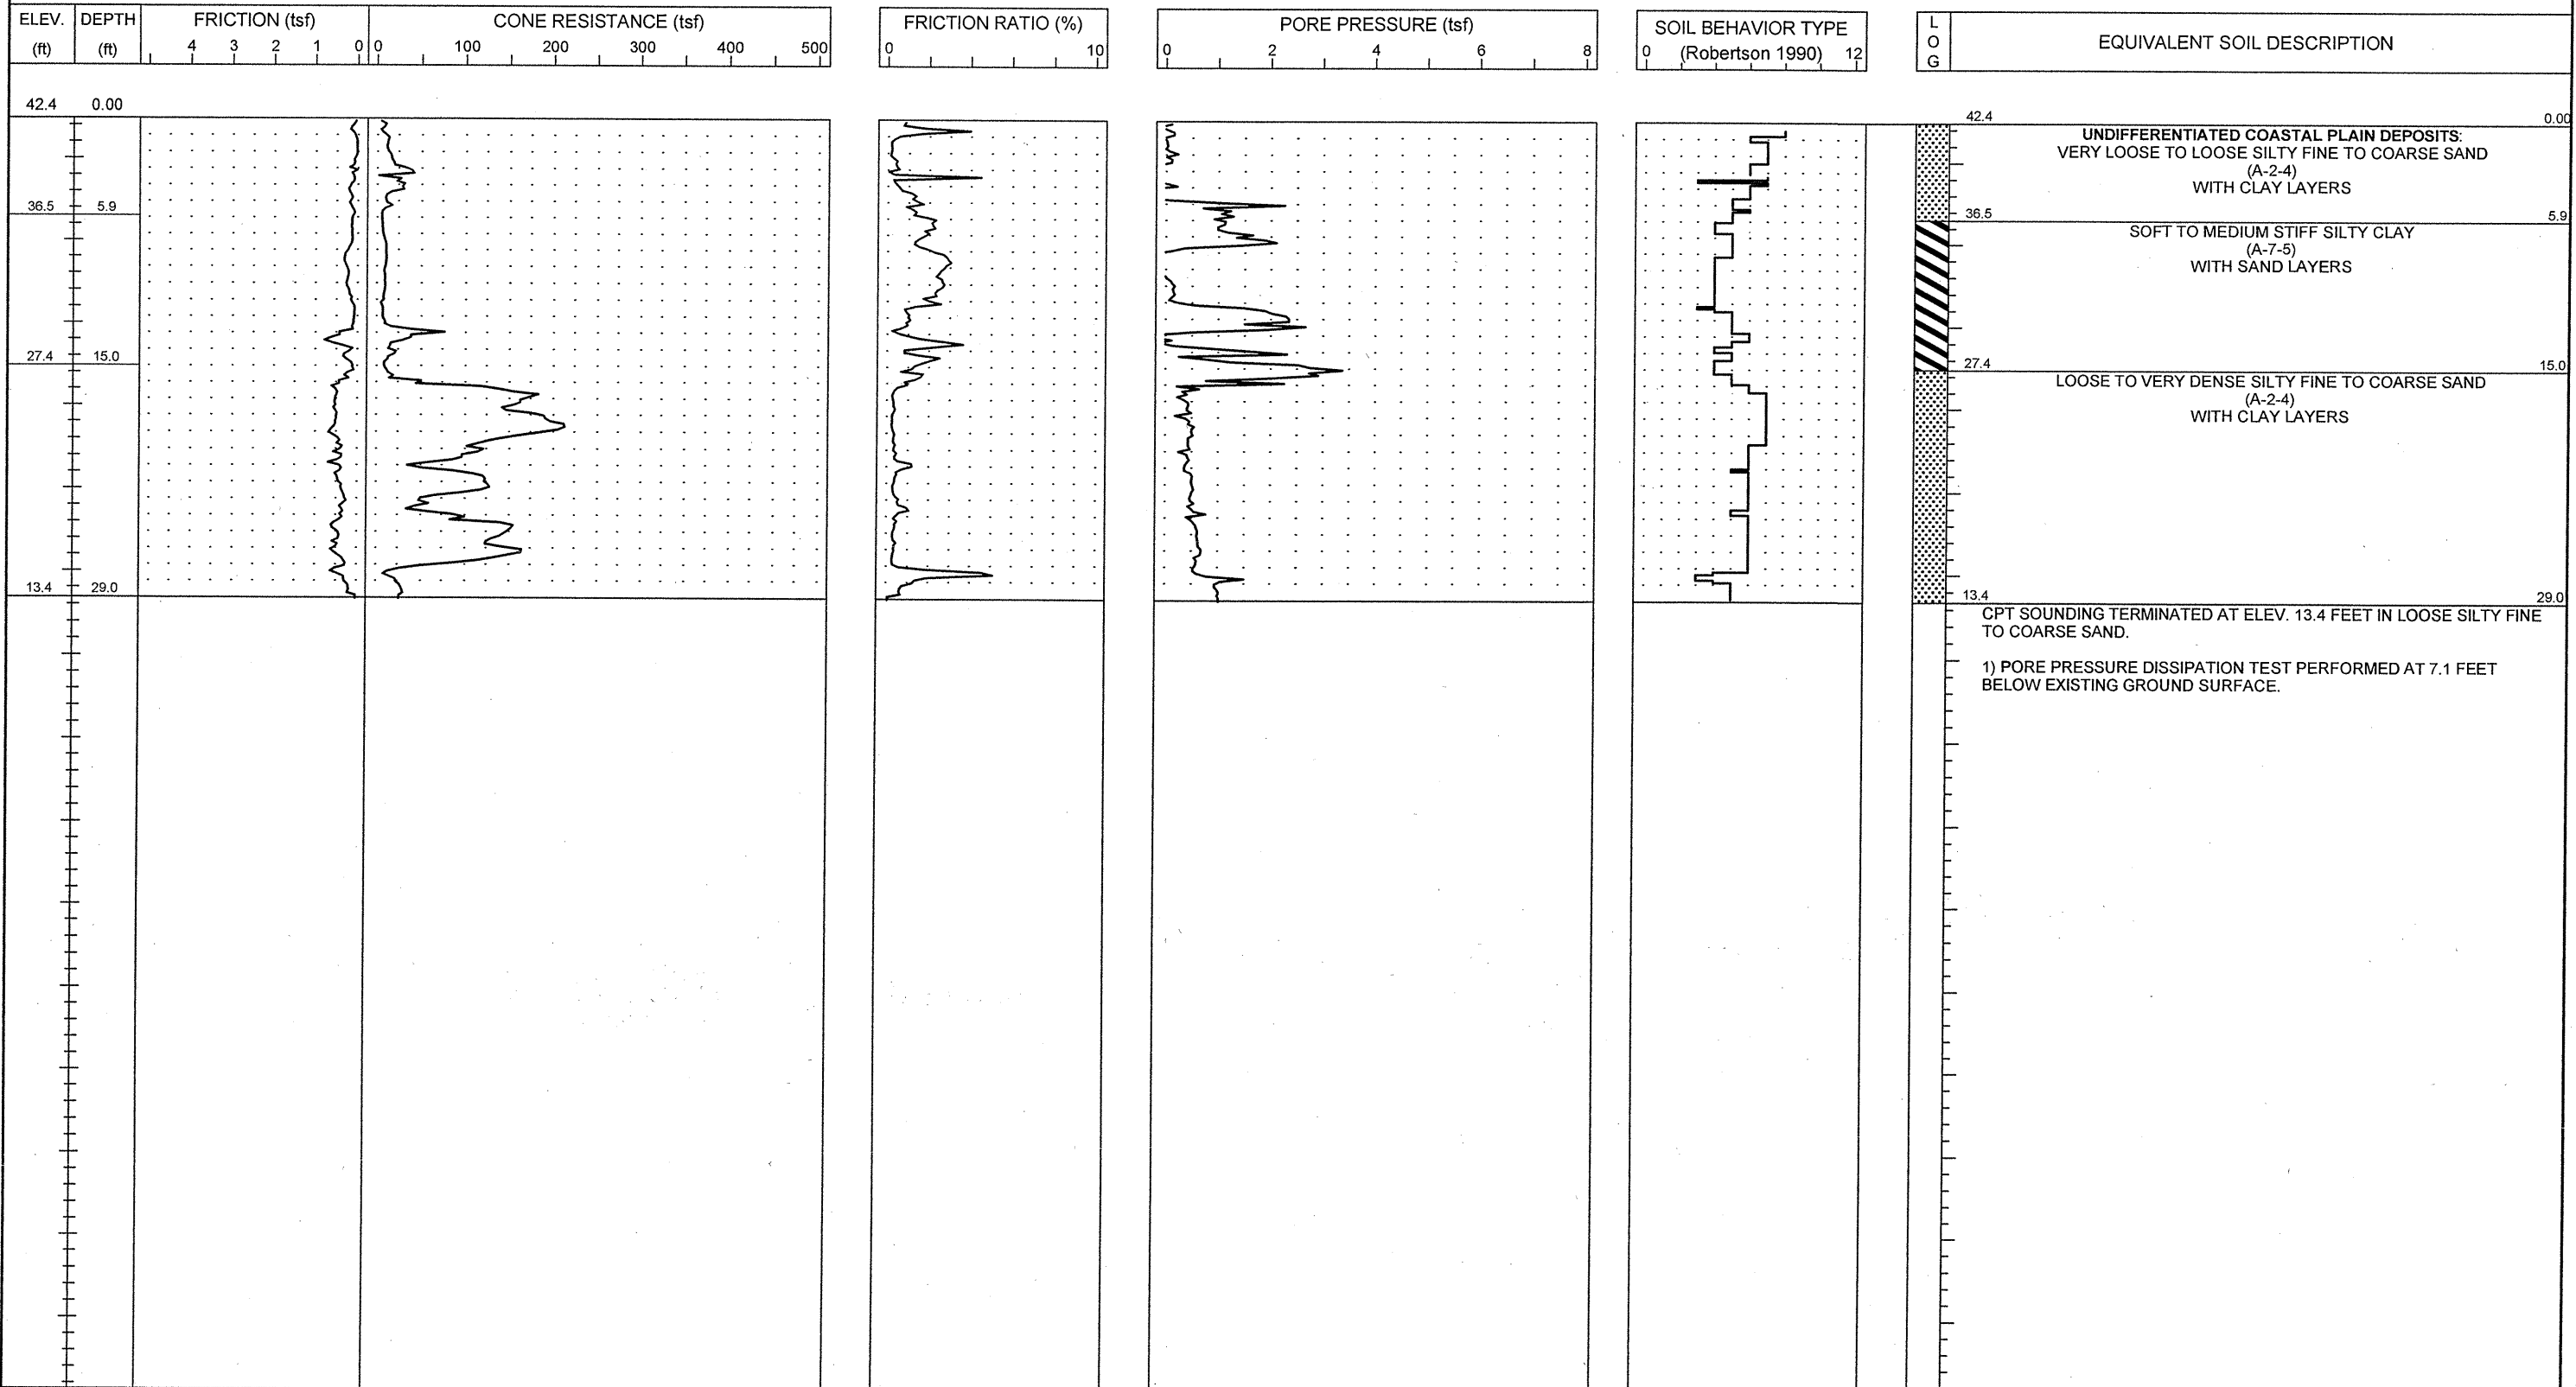 ELEV.
(ft)
DEPTH
(ft)
FRICTION (tsf)
4 3 2 1 0
CONE RESISTANCE (tsf)
0 100 200 300 400 500
FRICTION RATIO (%)
0 10
PORE PRESSURE (tsf)
0 2 4 6 8
SOIL BEHAVIOR TYPE
0 (Robertson 1990) 12
L
O
G
EQUIVALENT SOIL DESCRIPTION
42.4 0.00
36.5 5.9
27.4 15.0
13.4 29.0
42.4 0.00
UNDIFFERENTIATED COASTAL PLAIN DEPOSITS:
VERY LOOSE TO LOOSE SILTY FINE TO COARSE SAND
(A-2-4)
WITH CLAY LAYERS
36.5 5.9
SOFT TO MEDIUM STIFF SILTY CLAY
(A-7-5)
WITH SAND LAYERS
27.4 15.0
LOOSE TO VERY DENSE SILTY FINE TO COARSE SAND
(A-2-4)
WITH CLAY LAYERS
13.4 29.0
CPT SOUNDING TERMINATED AT ELEV. 13.4 FEET IN LOOSE SILTY FINE
TO COARSE SAND.
1) PORE PRESSURE DISSIPATION TEST PERFORMED AT 7.1 FEET
BELOW EXISTING GROUND SURFACE.